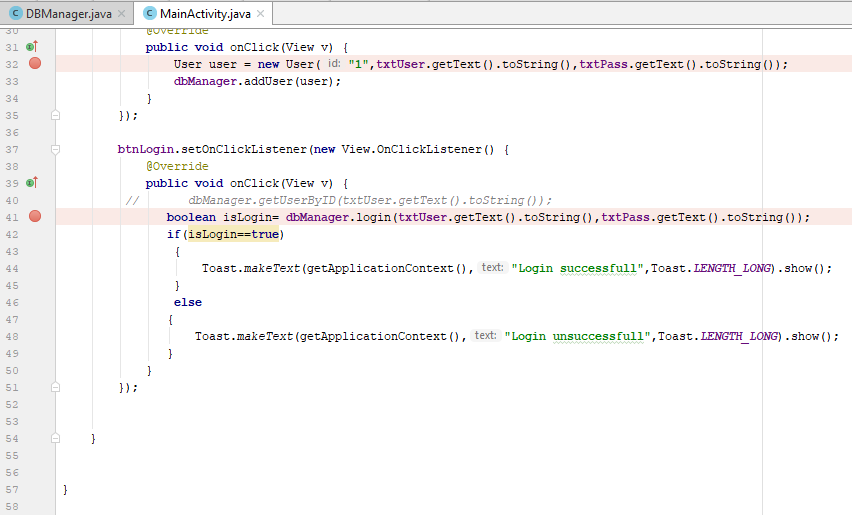 DBManager.java × MainActivity.java ×
30 @Override
31 public void onClick(View v) {
32 User user = new User( id: "1",txtUser.getText().toString(),txtPass.getText().toString());
33 dbManager.addUser(user);
34 }
35 });
36
37 btnLogin.setOnClickListener(new View.OnClickListener() {
38 @Override
39 public void onClick(View v) {
40 // dbManager.getUserByID(txtUser.getText().toString());
41 boolean isLogin= dbManager.login(txtUser.getText().toString(),txtPass.getText().toString());
42 if(isLogin==true)
43 {
44 Toast.makeText(getApplicationContext(), text: "Login successfull",Toast.LENGTH_LONG).show();
45 }
46 else
47 {
48 Toast.makeText(getApplicationContext(), text: "Login unsuccessfull",Toast.LENGTH_LONG).show();
49 }
50 }
51 });
52
53
54 }
55
56
57 }
58